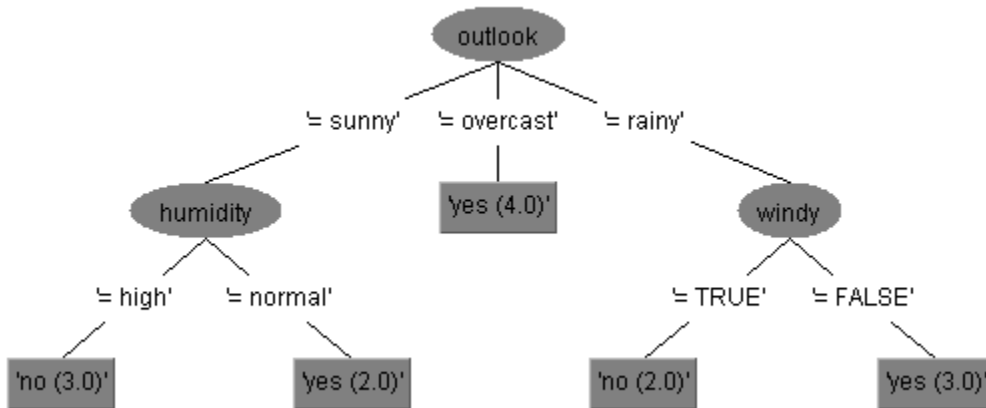 outlook
'= sunny' '= overcast' '= rainy'
humidity 'yes (4.0)' windy
'= high' '= normal' '= TRUE' '= FALSE'
'no (3.0)' 'yes (2.0)' 'no (2.0)' 'yes (3.0)'